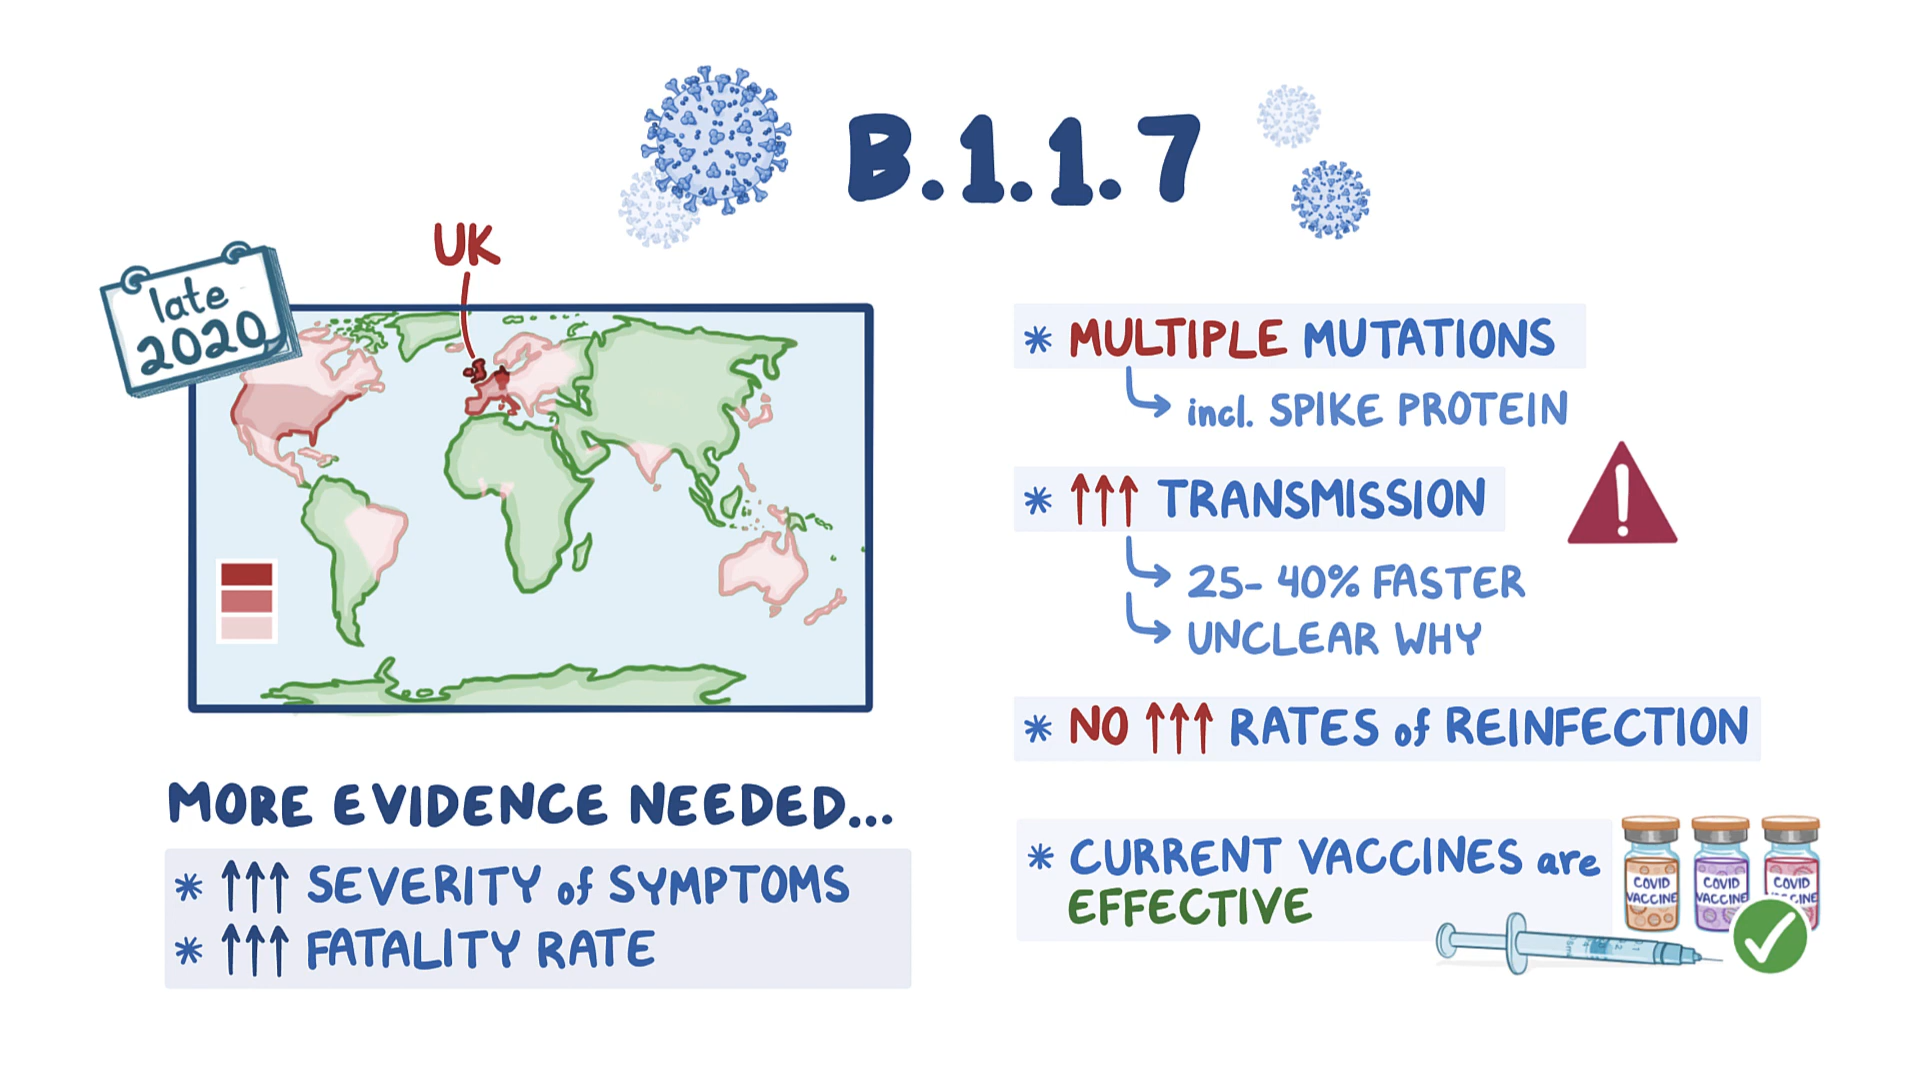 B.1.1.7
UK
late
2020
* MULTIPLE MUTATIONS
incl. SPIKE PROTEIN
* ↑↑↑ TRANSMISSION
25-40% FASTER
UNCLEAR WHY
* NO ↑↑↑ RATES of REINFECTION
* CURRENT VACCINES are
EFFECTIVE
COVID
VACCINE
COVID
VACCINE
COVID
MORE EVIDENCE NEEDED...
* ↑↑↑ SEVERITY of SYMPTOMS
* ↑↑↑ FATALITY RATE